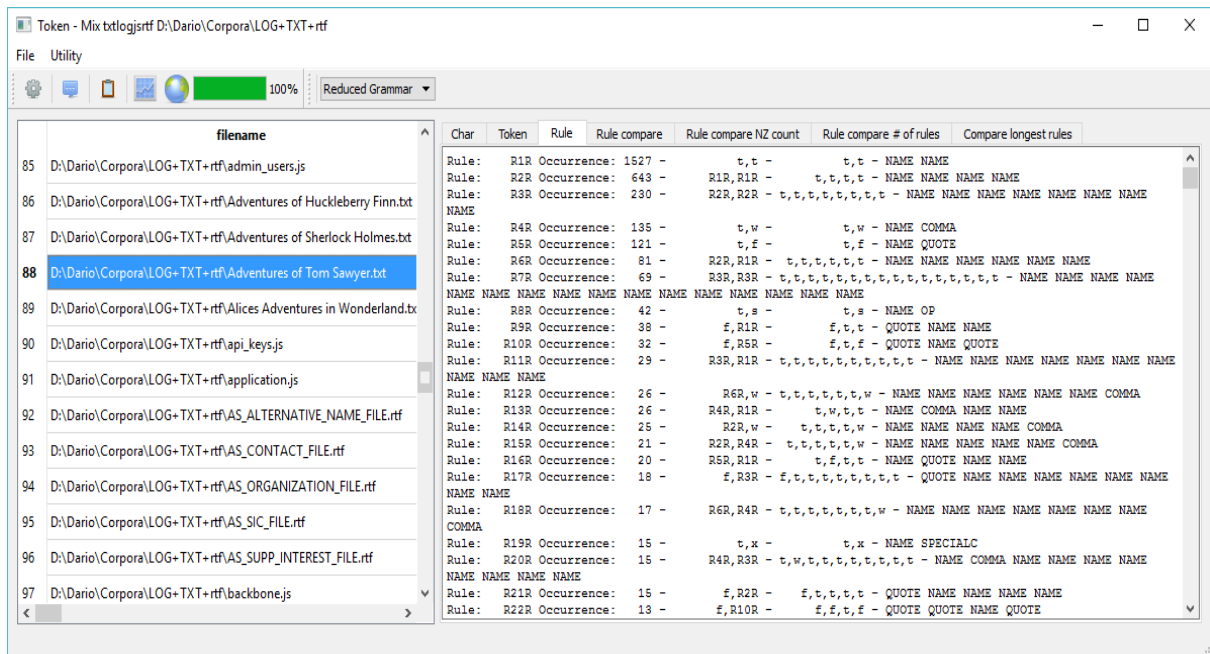 Token - Mix txtlogjsrtf D:\Dario\Corpora\LOG+TXT+rtf
File Utility
100% Reduced Grammar
filename
85 D:\Dario\Corpora\LOG+TXT+rtf\admin_users.js
86 D:\Dario\Corpora\LOG+TXT+rtf\Adventures of Huckleberry Finn.txt
87 D:\Dario\Corpora\LOG+TXT+rtf\Adventures of Sherlock Holmes.txt
88 D:\Dario\Corpora\LOG+TXT+rtf\Adventures of Tom Sawyer.txt
89 D:\Dario\Corpora\LOG+TXT+rtf\Alices Adventures in Wonderland.tx
90 D:\Dario\Corpora\LOG+TXT+rtf\api_keys.js
91 D:\Dario\Corpora\LOG+TXT+rtf\application.js
92 D:\Dario\Corpora\LOG+TXT+rtf\AS_ALTERNATIVE_NAME_FILE.rtf
93 D:\Dario\Corpora\LOG+TXT+rtf\AS_CONTACT_FILE.rtf
94 D:\Dario\Corpora\LOG+TXT+rtf\AS_ORGANIZATION_FILE.rtf
95 D:\Dario\Corpora\LOG+TXT+rtf\AS_SIC_FILE.rtf
96 D:\Dario\Corpora\LOG+TXT+rtf\AS_SUPP_INTEREST_FILE.rtf
97 D:\Dario\Corpora\LOG+TXT+rtf\backbone.js
Char Token Rule Rule compare Rule compare NZ count Rule compare # of rules Compare longest rules
Rule: R1R Occurrence: 1527 - t,t - t,t - NAME NAME
Rule: R2R Occurrence: 643 - R1R,R1R - t,t,t,t - NAME NAME NAME NAME
Rule: R3R Occurrence: 230 - R2R,R2R - t,t,t,t,t,t,t,t - NAME NAME NAME NAME NAME NAME NAME
NAME
Rule: R4R Occurrence: 135 - t,w - t,w - NAME COMMA
Rule: R5R Occurrence: 121 - t,f - t,f - NAME QUOTE
Rule: R6R Occurrence: 81 - R2R,R1R - t,t,t,t,t,t - NAME NAME NAME NAME NAME NAME
Rule: R7R Occurrence: 69 - R3R,R3R - t,t,t,t,t,t,t,t,t,t,t,t,t,t,t,t - NAME NAME NAME NAME
NAME NAME NAME NAME NAME NAME NAME NAME NAME NAME NAME NAME
Rule: R8R Occurrence: 42 - t,s - t,s - NAME OP
Rule: R9R Occurrence: 38 - f,R1R - f,t,t - QUOTE NAME NAME
Rule: R10R Occurrence: 32 - f,R5R - f,t,f - QUOTE NAME QUOTE
Rule: R11R Occurrence: 29 - R3R,R1R - t,t,t,t,t,t,t,t,t,t - NAME NAME NAME NAME NAME NAME NAME
NAME NAME NAME
Rule: R12R Occurrence: 26 - R6R,w - t,t,t,t,t,t,w - NAME NAME NAME NAME NAME NAME COMMA
Rule: R13R Occurrence: 26 - R4R,R1R - t,w,t,t - NAME COMMA NAME NAME
Rule: R14R Occurrence: 25 - R2R,w - t,t,t,t,w - NAME NAME NAME NAME COMMA
Rule: R15R Occurrence: 21 - R2R,R4R - t,t,t,t,t,w - NAME NAME NAME NAME NAME COMMA
Rule: R16R Occurrence: 20 - R5R,R1R - t,f,t,t - NAME QUOTE NAME NAME
Rule: R17R Occurrence: 18 - f,R3R - f,t,t,t,t,t,t,t,t - QUOTE NAME NAME NAME NAME NAME NAME
NAME NAME
Rule: R18R Occurrence: 17 - R6R,R4R - t,t,t,t,t,t,t,w - NAME NAME NAME NAME NAME NAME NAME
COMMA
Rule: R19R Occurrence: 15 - t,x - t,x - NAME SPECIALC
Rule: R20R Occurrence: 15 - R4R,R3R - t,w,t,t,t,t,t,t,t,t - NAME COMMA NAME NAME NAME NAME
NAME NAME NAME NAME
Rule: R21R Occurrence: 15 - f,R2R - f,t,t,t,t - QUOTE NAME NAME NAME NAME
Rule: R22R Occurrence: 13 - f,R10R - f,f,t,f - QUOTE QUOTE NAME QUOTE